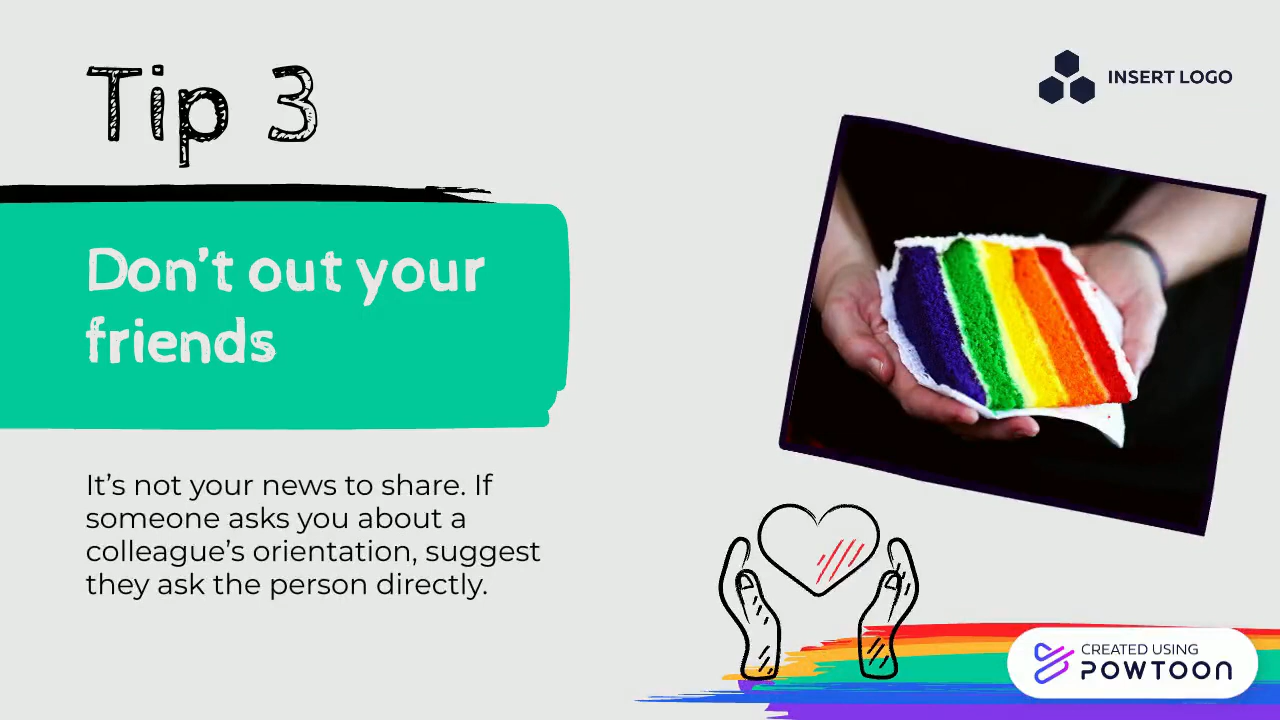 Tip 3
INSERT LOGO
Don't out your
friends
It's not your news to share. If
someone asks you about a
colleague's orientation, suggest
they ask the person directly.
CREATED USING
POWTOON